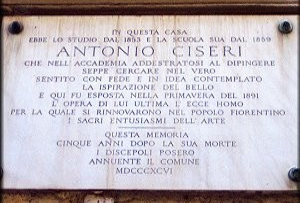 IN QUESTA CASA
EBBE LO STUDIO DAL 1853 E LA SCUOLA SUA DAL 1859
ANTONIO CISERI
CHE NELL'ACCADEMIA ADDESTRATOSI AL DIPINGERE
SEPPE CERCARE NEL VERO
SENTITO CON FEDE E IN IDEA CONTEMPLATO
LA ISPIRAZIONE DEL BELLO
E QUI FU ESPOSTA NELLA PRIMAVERA DEL 1891
L'OPERA DI LUI ULTIMA L'ECCE HOMO
PER LA QUALE SI RINNOVARONO NEL POPOLO FIORENTINO
I SACRI ENTUSIASMI DELL'ARTE
QUESTA MEMORIA
CINQUE ANNI DOPO LA SUA MORTE
I DISCEPOLI POSERO
ANNUENTE IL COMUNE
MDCCCXCVI